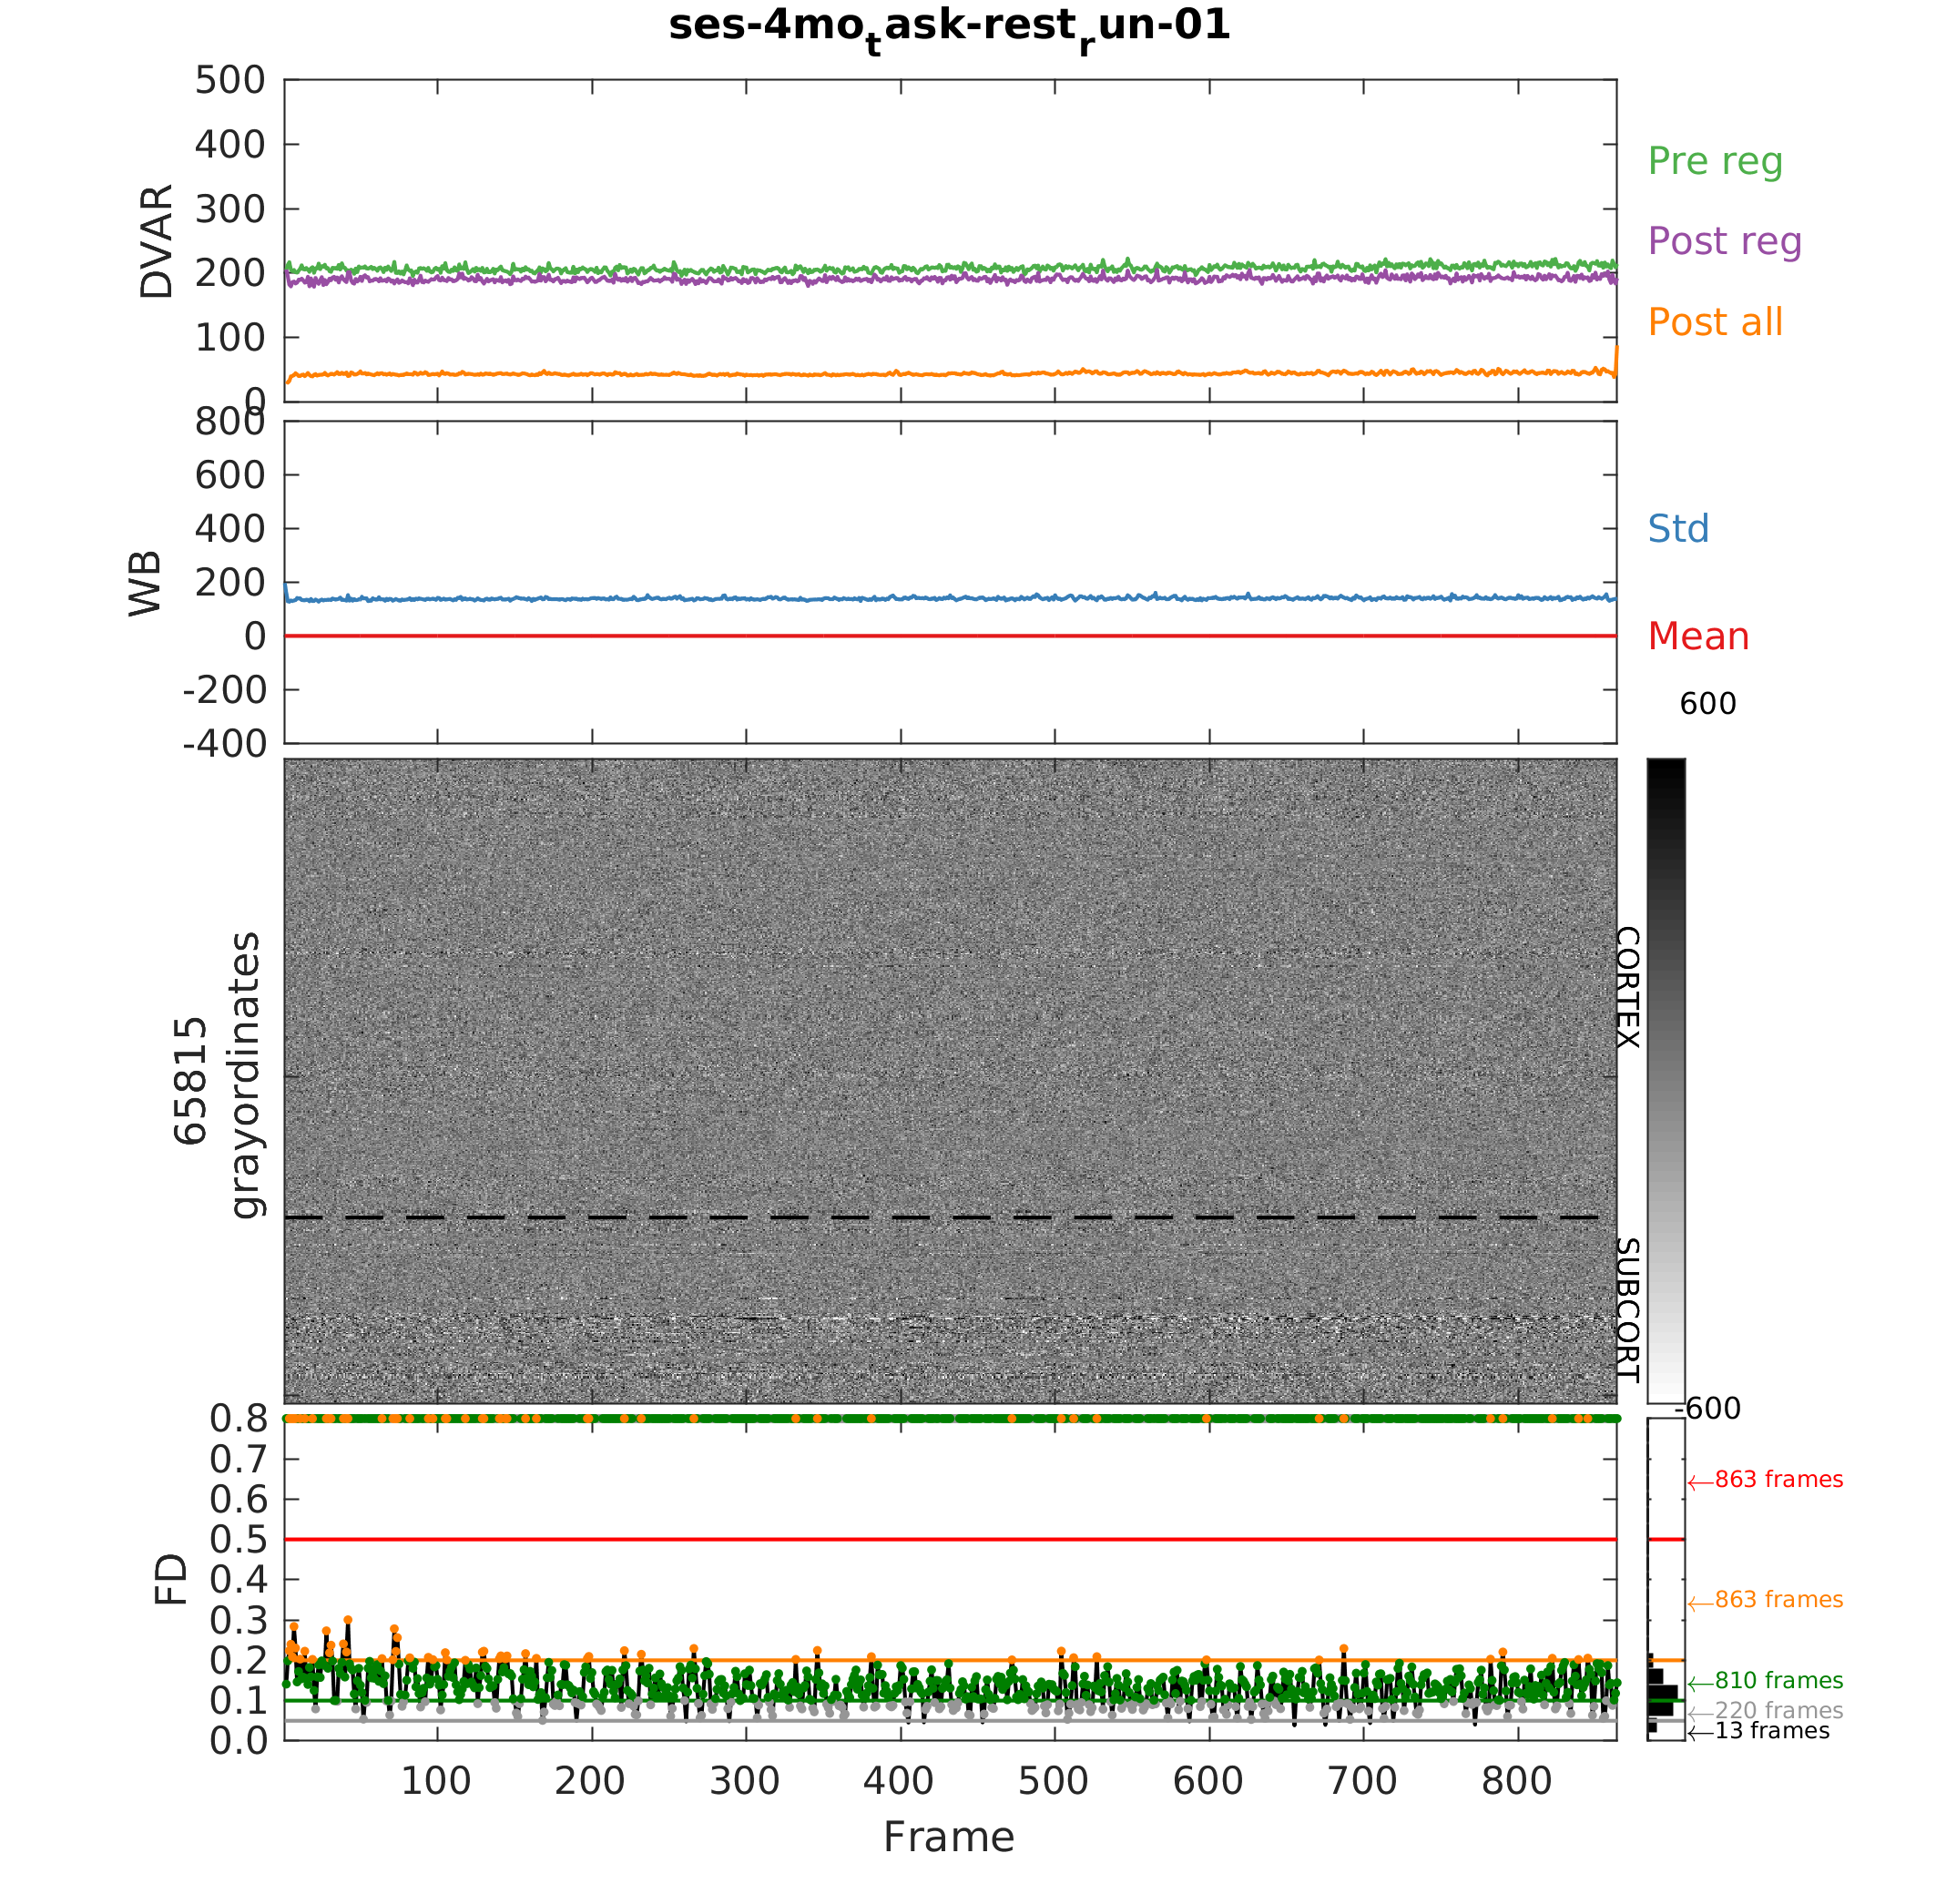 ses-4mo_task-rest_run-01
500
400
300
200
100
0
DVAR
Pre reg
Post reg
Post all
800
600
400
200
0
-200
-400
WB
Std
Mean
600
65815
grayordinates
CORTEX
SUBCORT
-600
0.8
0.7
0.6
0.5
0.4
0.3
0.2
0.1
0.0
FD
←863 frames
←863 frames
←810 frames
←220 frames
←13 frames
100 200 300 400 500 600 700 800
Frame